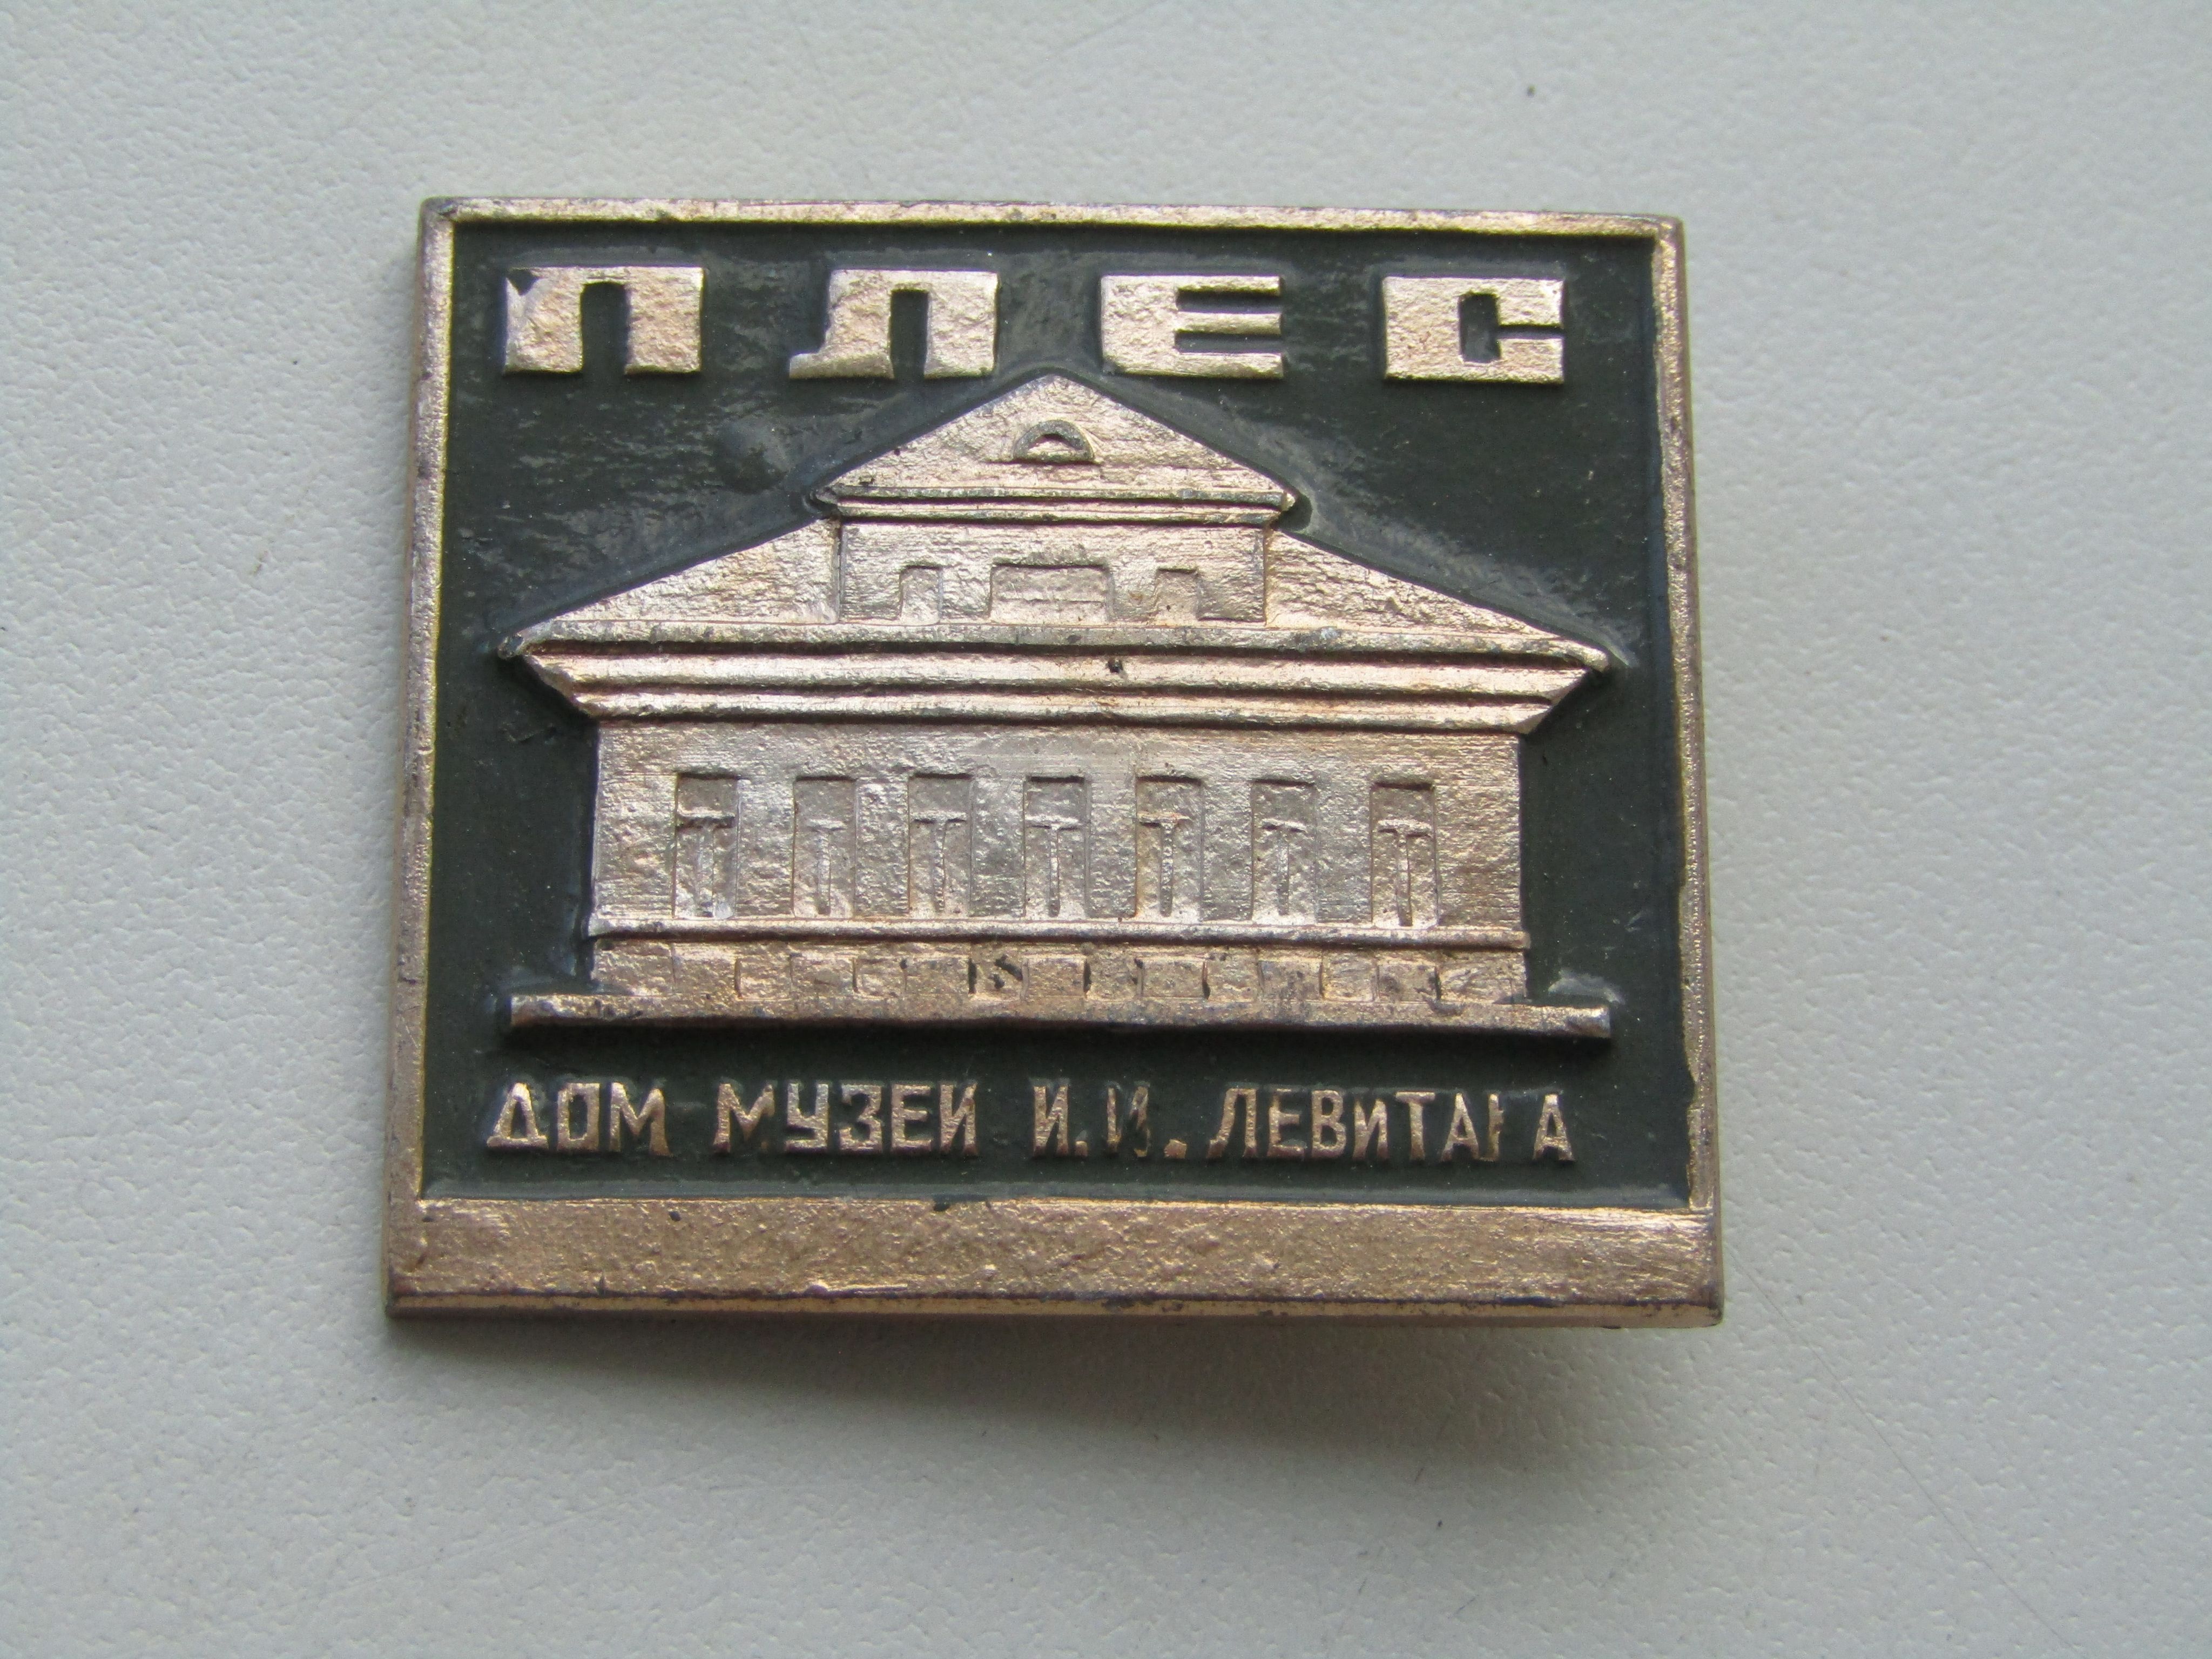 ПЛЕС
ДОМ МУЗЕЙ И.И. ЛЕВИТАНА